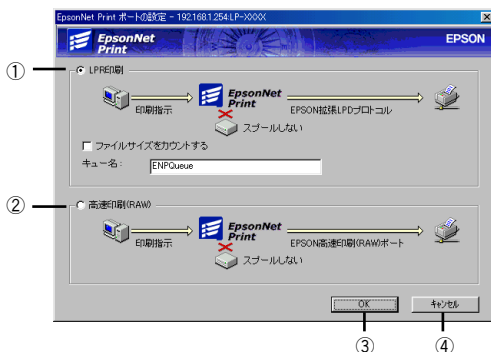 EpsonNet Print ポートの設定 - 192.168.1.254:LP-XXXX
EpsonNet
Print
EPSON
① LPR印刷
印刷指示
EpsonNet
Print
EPSON拡張LPDプロトコル
スプールしない
ファイルサイズをカウントする
キュー名:
ENPQueue
② 高速印刷(RAW)
印刷指示
EpsonNet
Print
EPSON高速印刷(RAW)ポート
スプールしない
OK
キャンセル
③
④